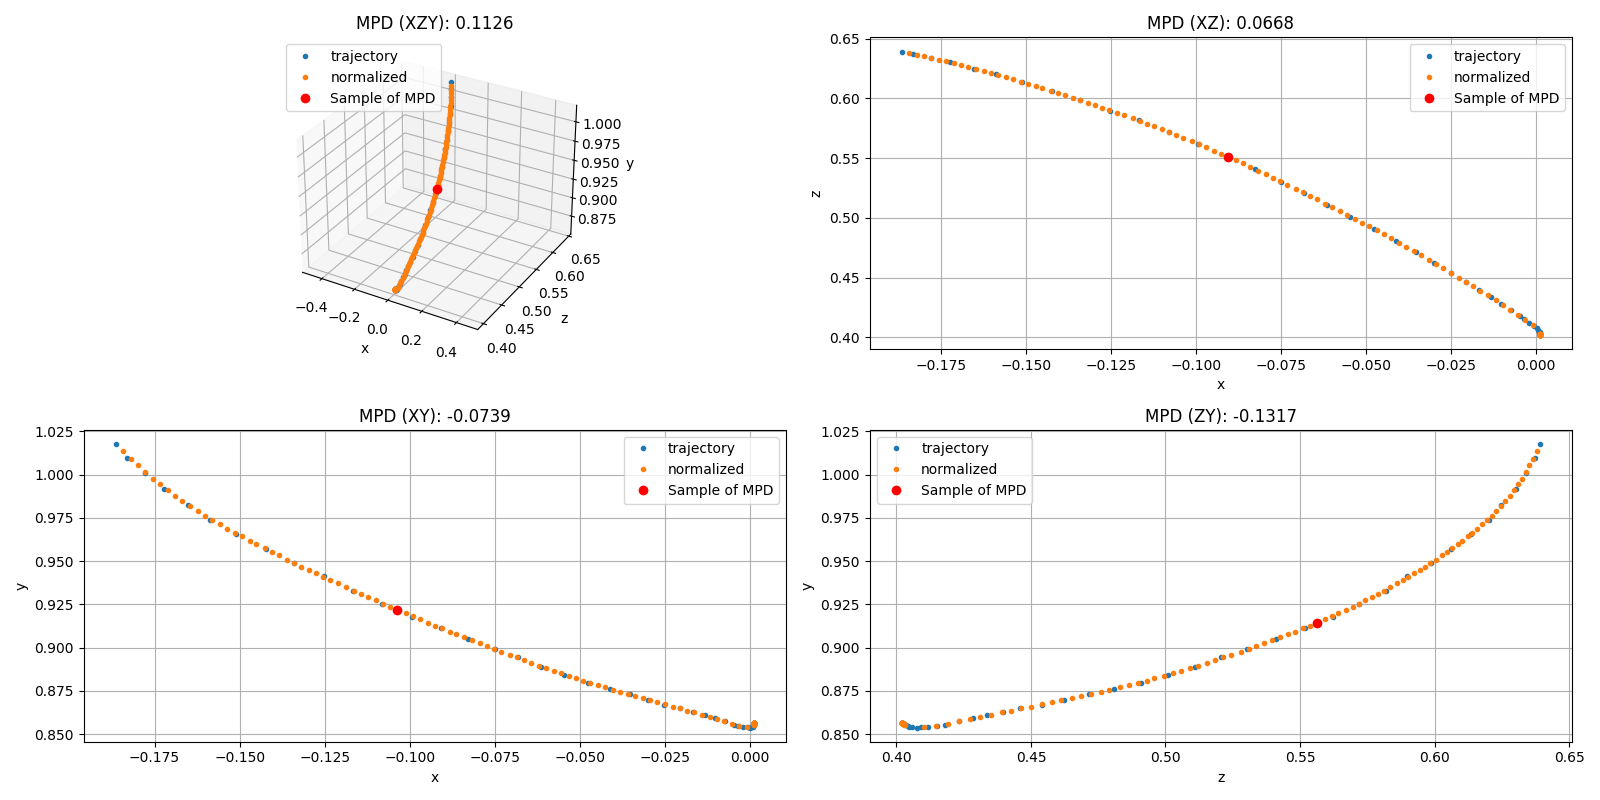 MPD (XZY): 0.1126
trajectory
normalized
Sample of MPD
1.000
0.975
0.950
y
0.925
0.900
0.875
0.65
0.60
0.55
0.50
z
0.45
0.40
−0.4
−0.2
0.0
0.2
0.4
x
MPD (XZ): 0.0668
trajectory
normalized
Sample of MPD
0.65
0.60
0.55
0.50
0.45
0.40
z
−0.175 −0.150 −0.125 −0.100 −0.075 −0.050 −0.025 0.000
x
MPD (XY): -0.0739
trajectory
normalized
Sample of MPD
1.025
1.000
0.975
0.950
0.925
0.900
0.875
0.850
y
−0.175 −0.150 −0.125 −0.100 −0.075 −0.050 −0.025 0.000
x
MPD (ZY): -0.1317
trajectory
normalized
Sample of MPD
1.025
1.000
0.975
0.950
0.925
0.900
0.875
0.850
y
0.40 0.45 0.50 0.55 0.60 0.65
z